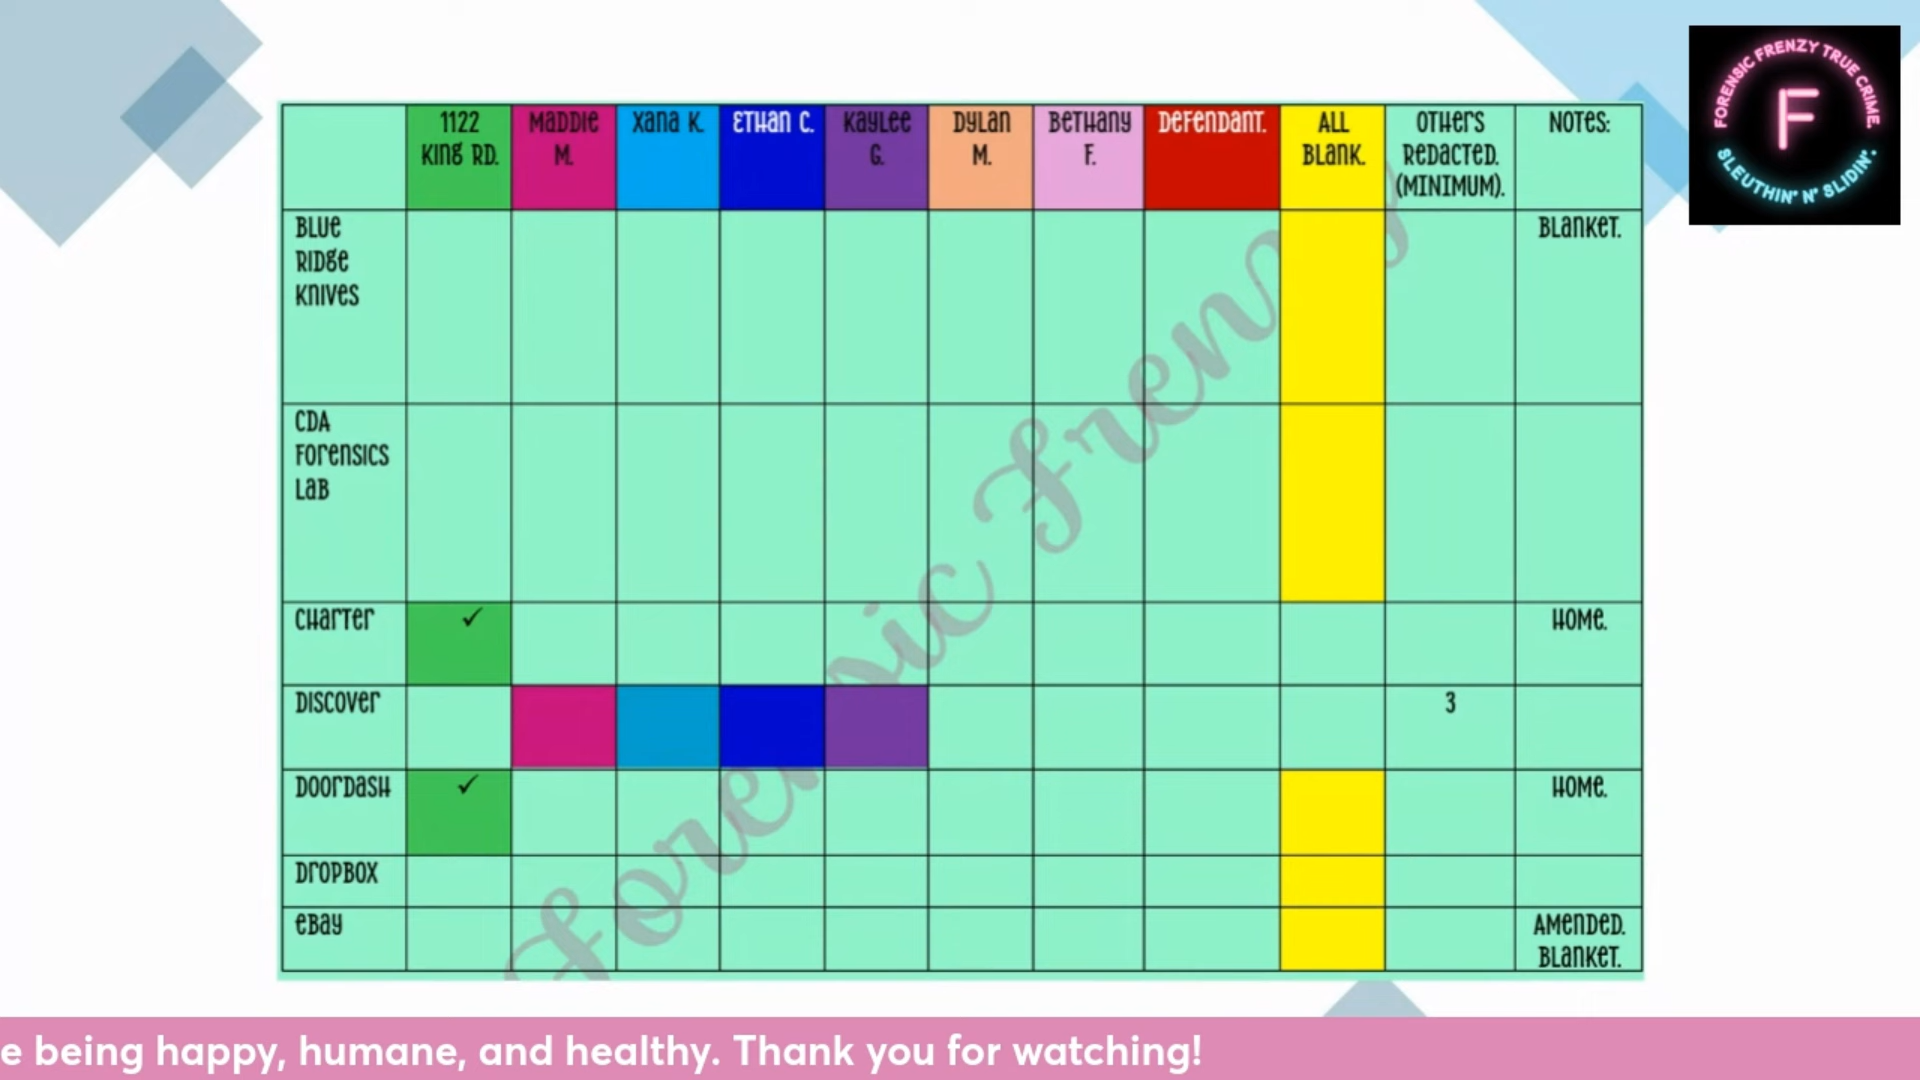 FORENSIC FRENZY TRUE CRIME.
F
SLEUTHIN' N' SLIDIN'.
1122 KING RD.
MADDIE M.
XANA K.
ETHAN C.
KAYLEE G.
DYLAN M.
BETHANY F.
DEFENDANT.
ALL BLANK.
OTHERS REDACTED. (MINIMUM).
NOTES:
BLUE RIDGE KNIVES
BLANKET.
CDA FORENSICS LAB
CHARTER
✓
HOME.
DISCOVER
3
DOORDASH
✓
HOME.
DROPBOX
EBAY
AMENDED. BLANKET.
Forensic Frenzy
e being happy, humane, and healthy. Thank you for watching!